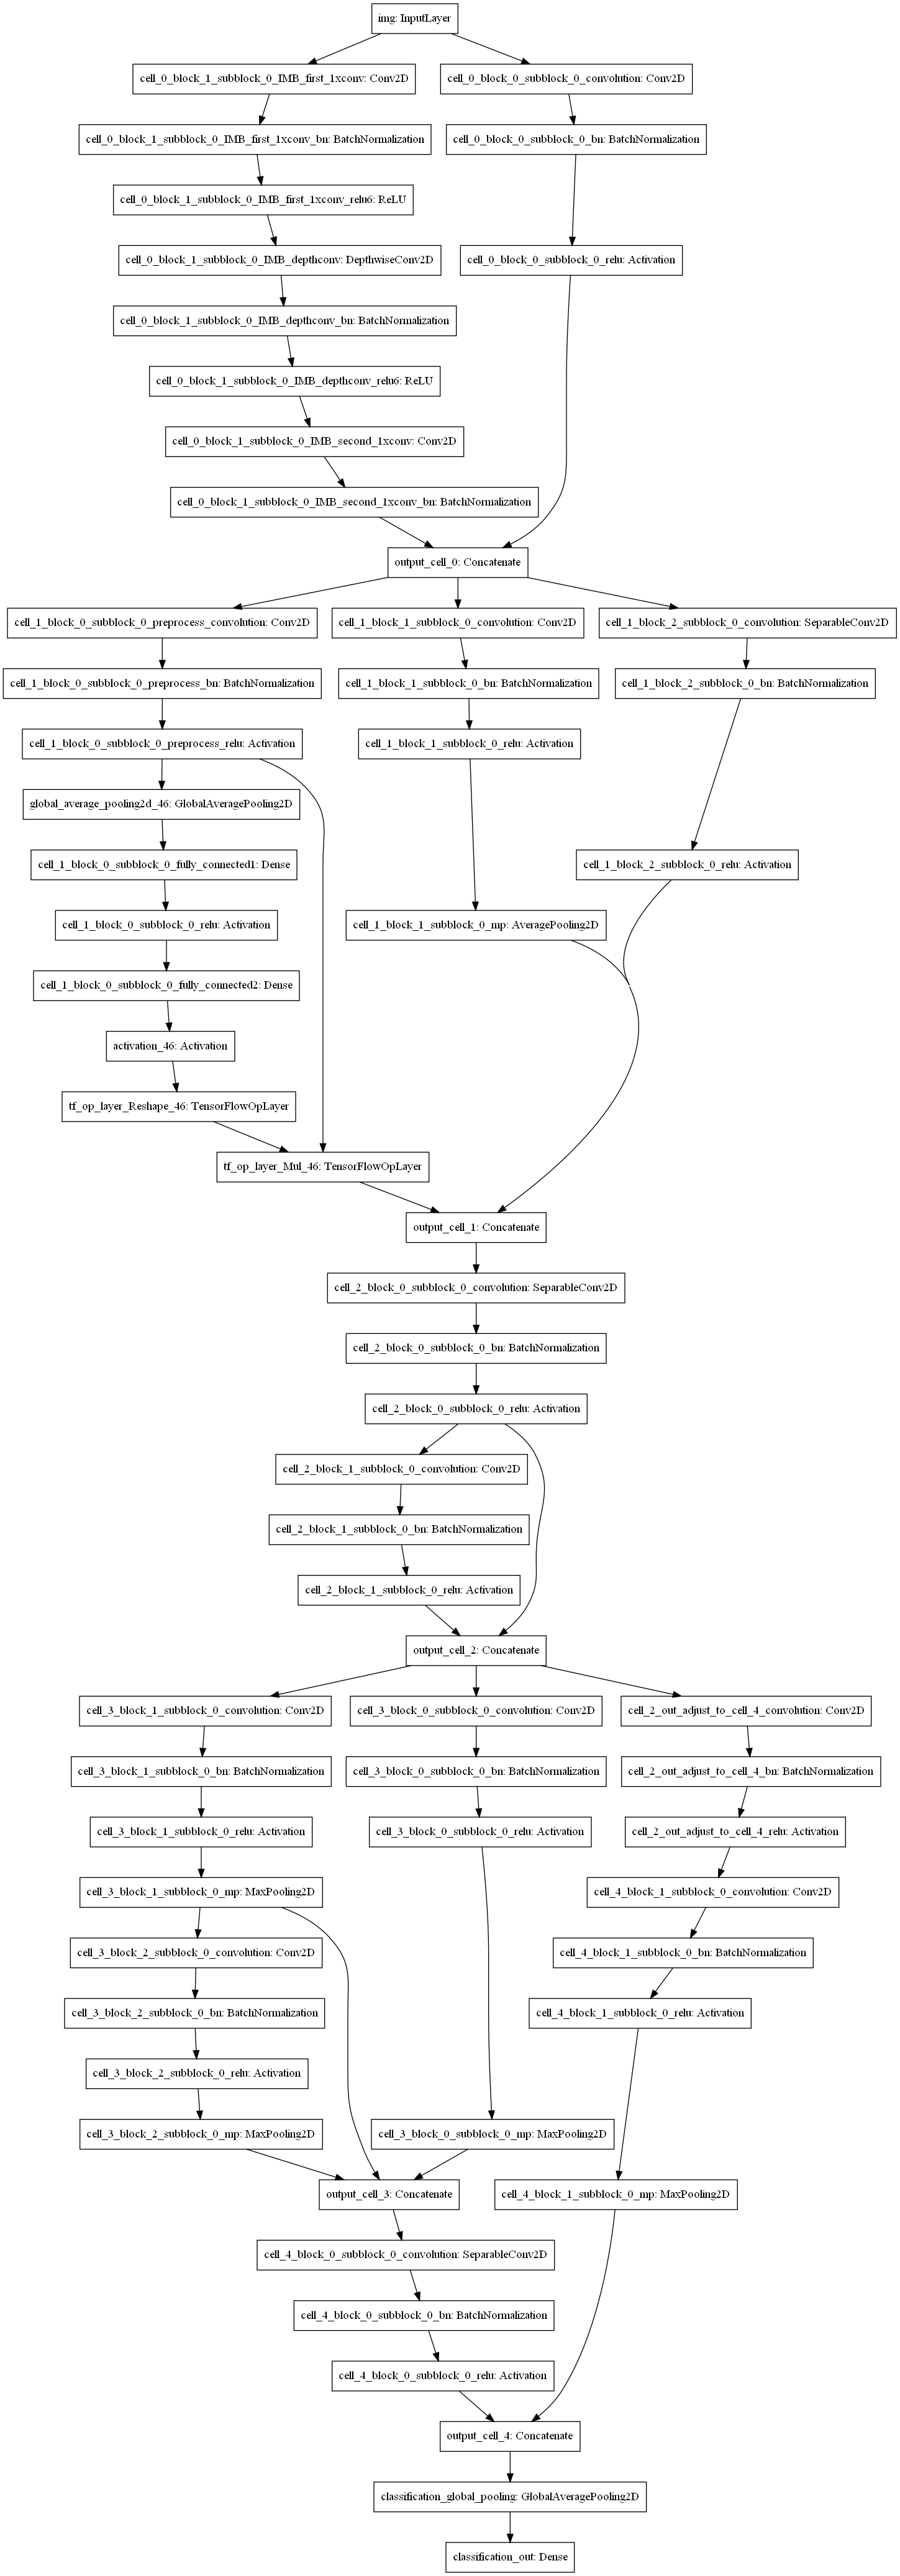 img: InputLayer
cell_0_block_1_subblock_0_IMB_first_1xconv: Conv2D
cell_0_block_0_subblock_0_convolution: Conv2D
cell_0_block_1_subblock_0_IMB_first_1xconv_bn: BatchNormalization
cell_0_block_0_subblock_0_bn: BatchNormalization
cell_0_block_1_subblock_0_IMB_first_1xconv_relu6: ReLU
cell_0_block_1_subblock_0_IMB_depthconv: DepthwiseConv2D
cell_0_block_0_subblock_0_relu: Activation
cell_0_block_1_subblock_0_IMB_depthconv_bn: BatchNormalization
cell_0_block_1_subblock_0_IMB_depthconv_relu6: ReLU
cell_0_block_1_subblock_0_IMB_second_1xconv: Conv2D
cell_0_block_1_subblock_0_IMB_second_1xconv_bn: BatchNormalization
output_cell_0: Concatenate
cell_1_block_0_subblock_0_preprocess_convolution: Conv2D
cell_1_block_1_subblock_0_convolution: Conv2D
cell_1_block_2_subblock_0_convolution: SeparableConv2D
cell_1_block_0_subblock_0_preprocess_bn: BatchNormalization
cell_1_block_1_subblock_0_bn: BatchNormalization
cell_1_block_2_subblock_0_bn: BatchNormalization
cell_1_block_0_subblock_0_preprocess_relu: Activation
cell_1_block_1_subblock_0_relu: Activation
global_average_pooling2d_46: GlobalAveragePooling2D
cell_1_block_0_subblock_0_fully_connected1: Dense
cell_1_block_2_subblock_0_relu: Activation
cell_1_block_0_subblock_0_relu: Activation
cell_1_block_1_subblock_0_mp: AveragePooling2D
cell_1_block_0_subblock_0_fully_connected2: Dense
activation_46: Activation
tf_op_layer_Reshape_46: TensorFlowOpLayer
tf_op_layer_Mul_46: TensorFlowOpLayer
output_cell_1: Concatenate
cell_2_block_0_subblock_0_convolution: SeparableConv2D
cell_2_block_0_subblock_0_bn: BatchNormalization
cell_2_block_0_subblock_0_relu: Activation
cell_2_block_1_subblock_0_convolution: Conv2D
cell_2_block_1_subblock_0_bn: BatchNormalization
cell_2_block_1_subblock_0_relu: Activation
output_cell_2: Concatenate
cell_3_block_1_subblock_0_convolution: Conv2D
cell_3_block_0_subblock_0_convolution: Conv2D
cell_2_out_adjust_to_cell_4_convolution: Conv2D
cell_3_block_1_subblock_0_bn: BatchNormalization
cell_3_block_0_subblock_0_bn: BatchNormalization
cell_2_out_adjust_to_cell_4_bn: BatchNormalization
cell_3_block_1_subblock_0_relu: Activation
cell_3_block_0_subblock_0_relu: Activation
cell_2_out_adjust_to_cell_4_relu: Activation
cell_3_block_1_subblock_0_mp: MaxPooling2D
cell_4_block_1_subblock_0_convolution: Conv2D
cell_3_block_2_subblock_0_convolution: Conv2D
cell_4_block_1_subblock_0_bn: BatchNormalization
cell_3_block_2_subblock_0_bn: BatchNormalization
cell_4_block_1_subblock_0_relu: Activation
cell_3_block_2_subblock_0_relu: Activation
cell_3_block_2_subblock_0_mp: MaxPooling2D
cell_3_block_0_subblock_0_mp: MaxPooling2D
output_cell_3: Concatenate
cell_4_block_1_subblock_0_mp: MaxPooling2D
cell_4_block_0_subblock_0_convolution: SeparableConv2D
cell_4_block_0_subblock_0_bn: BatchNormalization
cell_4_block_0_subblock_0_relu: Activation
output_cell_4: Concatenate
classification_global_pooling: GlobalAveragePooling2D
classification_out: Dense